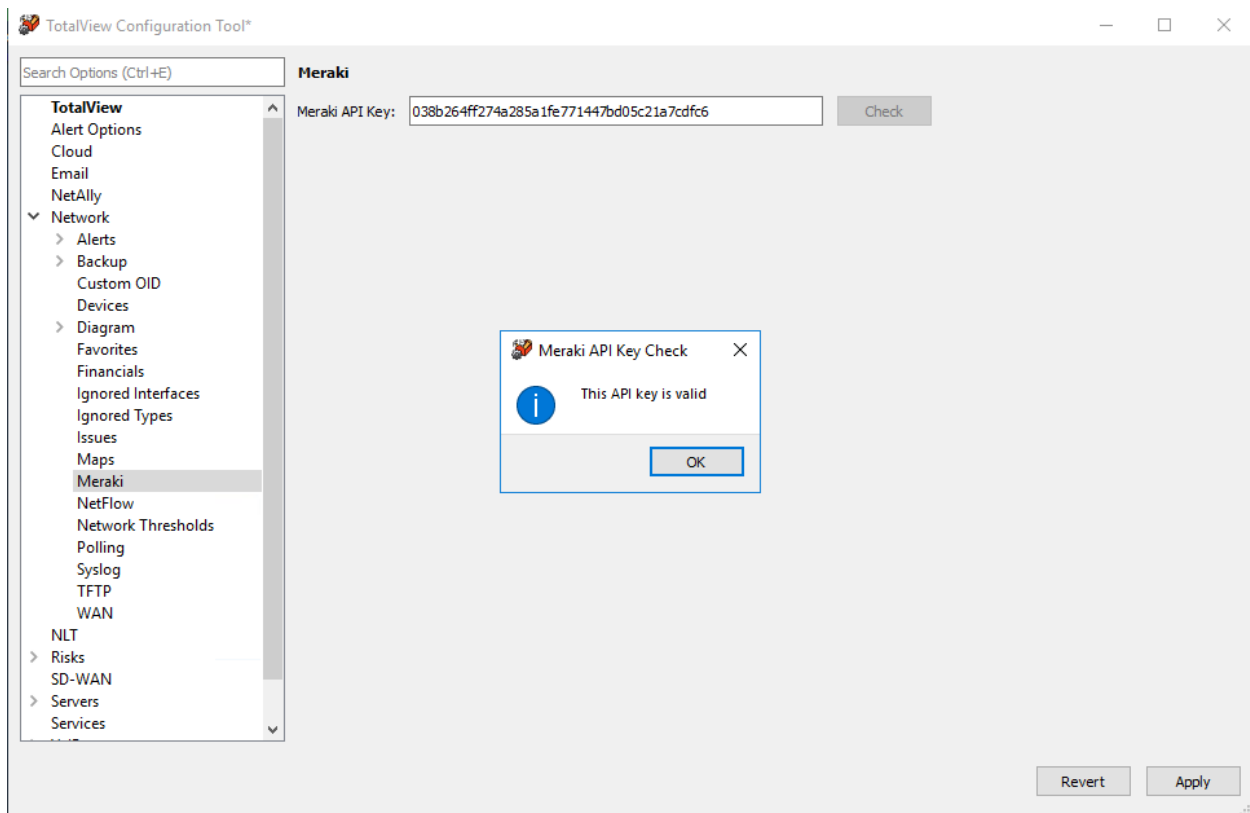 TotalView Configuration Tool*
Search Options (Ctrl+E)
TotalView
Alert Options
Cloud
Email
NetAlly
Network
Alerts
Backup
Custom OID
Devices
Diagram
Favorites
Financials
Ignored Interfaces
Ignored Types
Issues
Maps
Meraki
NetFlow
Network Thresholds
Polling
Syslog
TFTP
WAN
NLT
Risks
SD-WAN
Servers
Services
Meraki
Meraki API Key: 038b264ff274a285a1fe771447bd05c21a7cdfc6 Check
Meraki API Key Check
This API key is valid
OK
Revert Apply